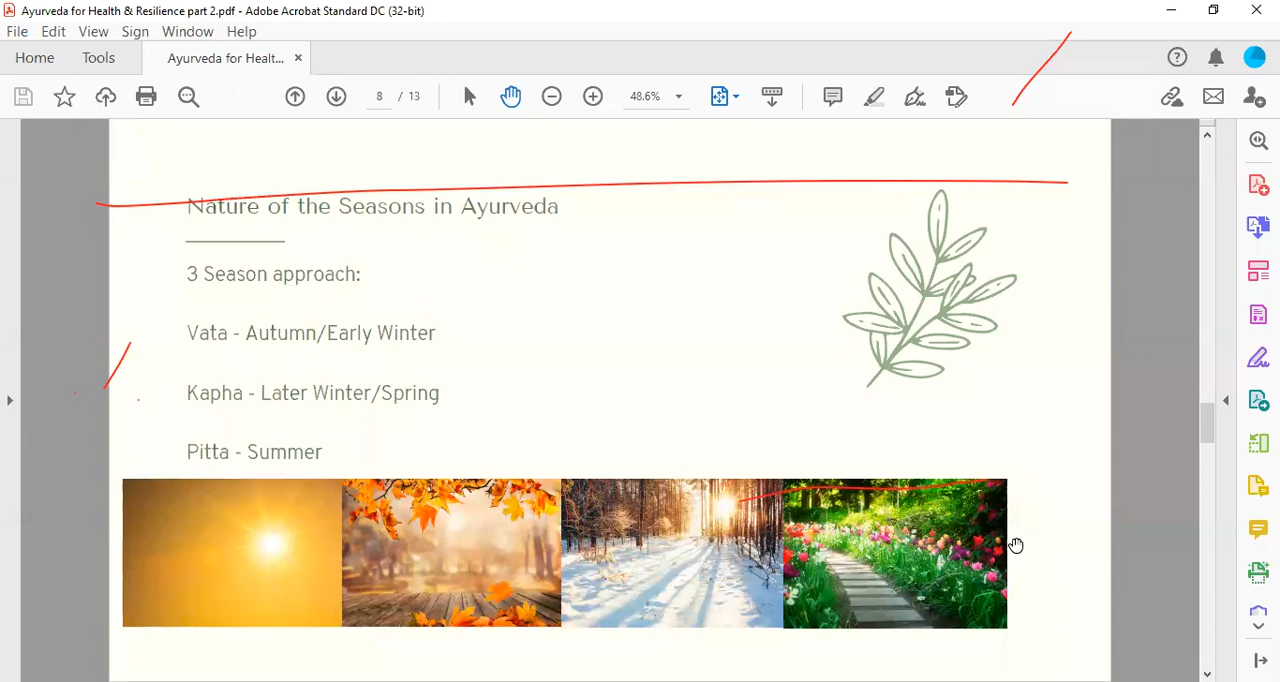 Ayurveda for Health & Resilience part 2.pdf - Adobe Acrobat Standard DC (32-bit)
File Edit View Sign Window Help
Home Tools Ayurveda for Healt... ×
8 / 13 48.6%
Nature of the Seasons in Ayurveda
3 Season approach:
Vata - Autumn/Early Winter
Kapha - Later Winter/Spring
Pitta - Summer